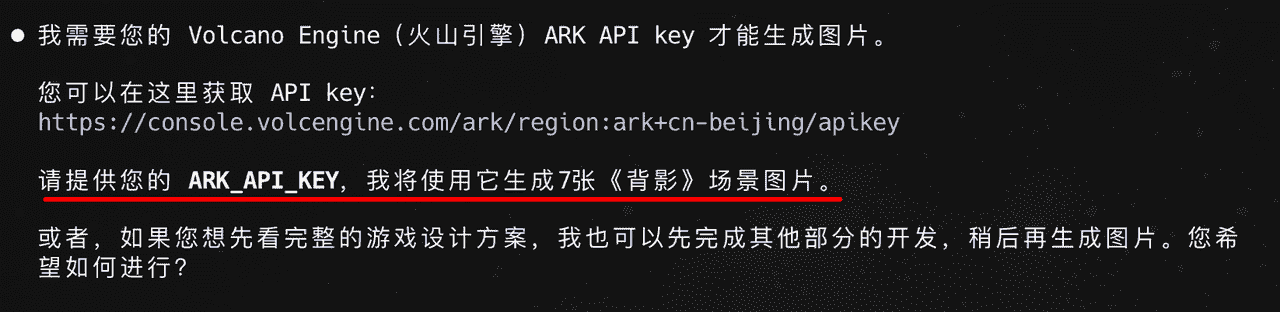 我需要您的 Volcano Engine（火山引擎）ARK API key 才能生成图片。
您可以在这里获取 API key：
https://console.volcengine.com/ark/region:ark+cn-beijing/apikey
请提供您的 ARK_API_KEY，我将使用它生成7张《背影》场景图片。
或者，如果您想先看完整的游戏设计方案，我也可以先完成其他部分的开发，稍后再生成图片。您希
望如何进行？